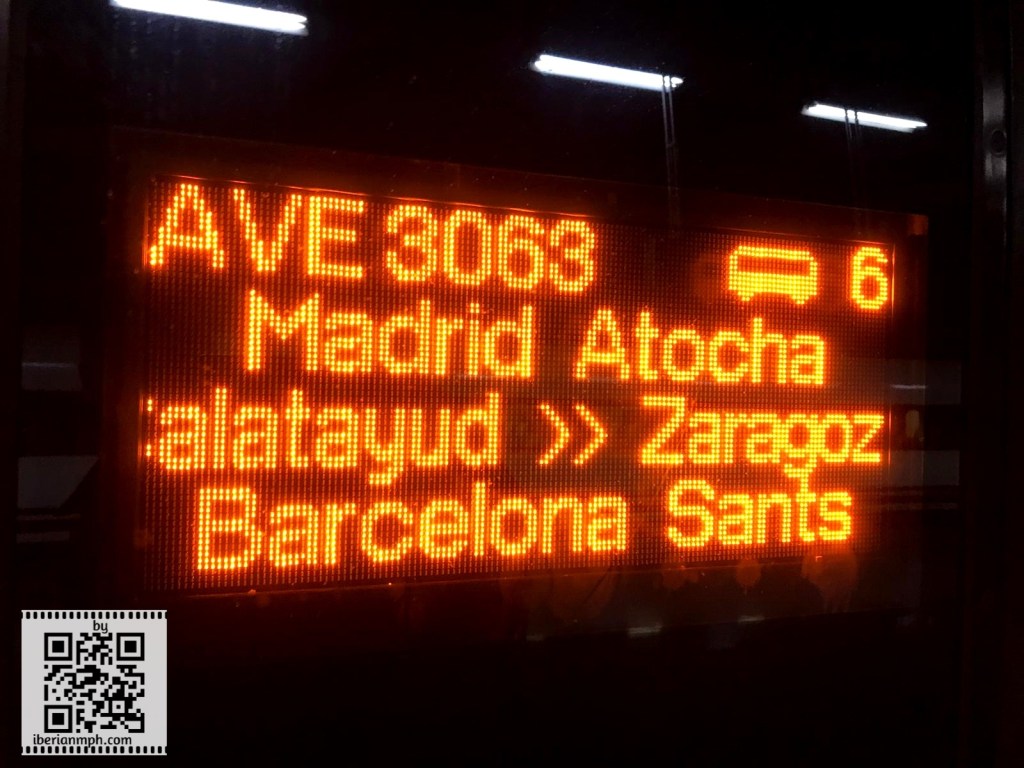 AVE 3063 6
Madrid Atocha
alatayud >> Zaragoz
Barcelona Sants
by
iberianmph.com